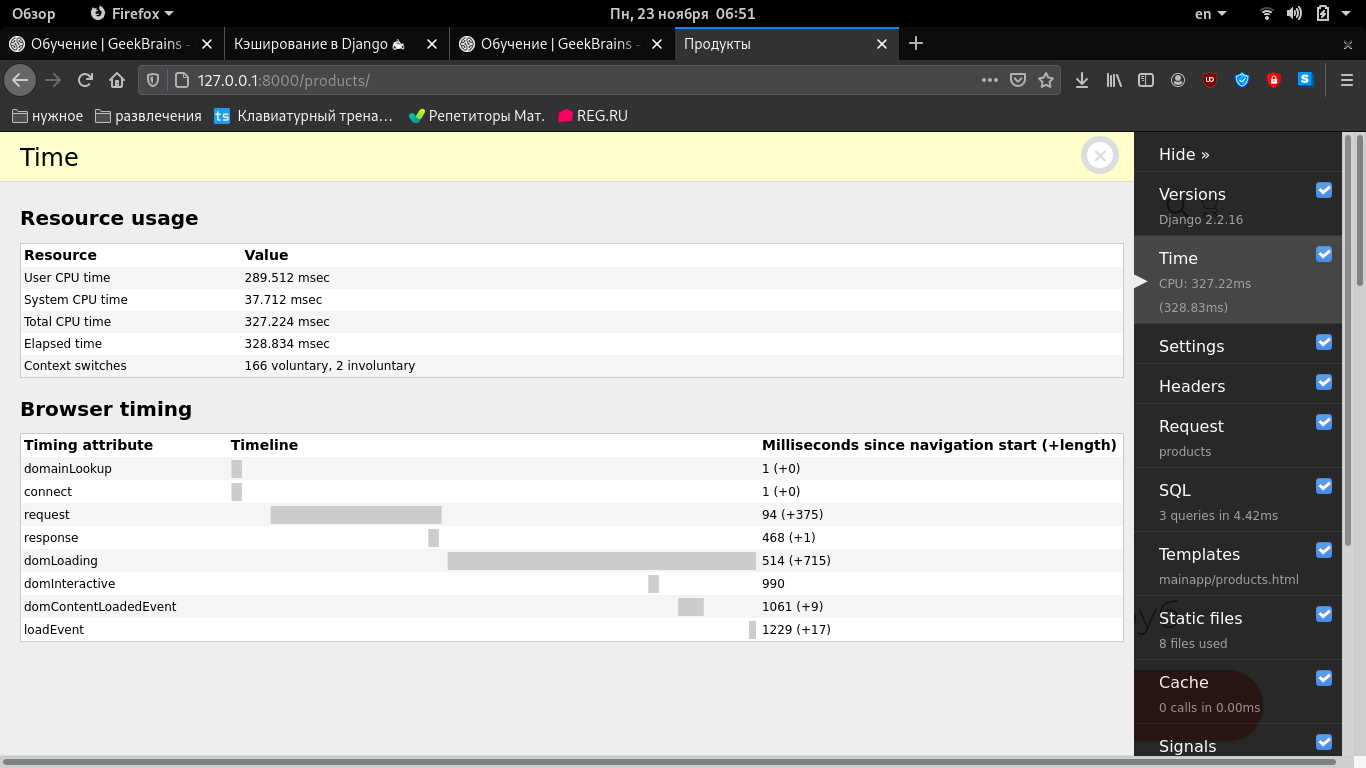 Обзор Firefox Пн, 23 ноября 06:51 en
Обучение | GeekBrains - Кэширование в Django Обучение | GeekBrains - Продукты
127.0.0.1:8000/products/
нужное развлечения ts Клавиатурный трена… Репетиторы Мат. REG.RU
Time
Resource usage
Resource Value
User CPU time 289.512 msec
System CPU time 37.712 msec
Total CPU time 327.224 msec
Elapsed time 328.834 msec
Context switches 166 voluntary, 2 involuntary
Browser timing
Timing attribute Timeline Milliseconds since navigation start (+length)
domainLookup 1 (+0)
connect 1 (+0)
request 94 (+375)
response 468 (+1)
domLoading 514 (+715)
domInteractive 990
domContentLoadedEvent 1061 (+9)
loadEvent 1229 (+17)
Hide »
Versions
Django 2.2.16
Time
CPU: 327.22ms
(328.83ms)
Settings
Headers
Request
products
SQL
3 queries in 4.42ms
Templates
mainapp/products.html
Static files
8 files used
Cache
0 calls in 0.00ms
Signals